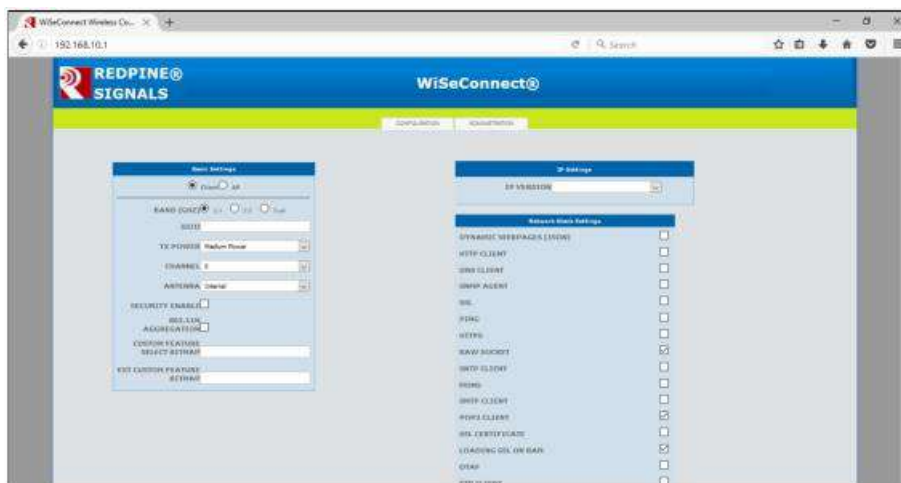 WiSeConnect Wireless Co...
192.168.10.1
Search
REDPINE®
SIGNALS
WiSeConnect®
CONFIGURATION
ADMINISTRATION
Basic Settings
Client
AP
BAND (GHZ)
2.4
5.0
Dual
SSID
TX POWER
Medium Power
CHANNEL
0
ANTENNA
Internal
SECURITY ENABLE
802.11N
AGGREGATION
CUSTOM FEATURE
SELECT BITMAP
EXT CUSTOM FEATURE
BITMAP
IP Settings
IP VERSION
Network Stack Settings
DYNAMIC WEBPAGES (JSON)
HTTP CLIENT
DNS CLIENT
SNMP AGENT
SSL
PING
HTTPS
RAW SOCKET
SNTP CLIENT
SMTP CLIENT
POP3 CLIENT
SSL CERTIFICATE
LOADING SSL ON RAM
OTAF